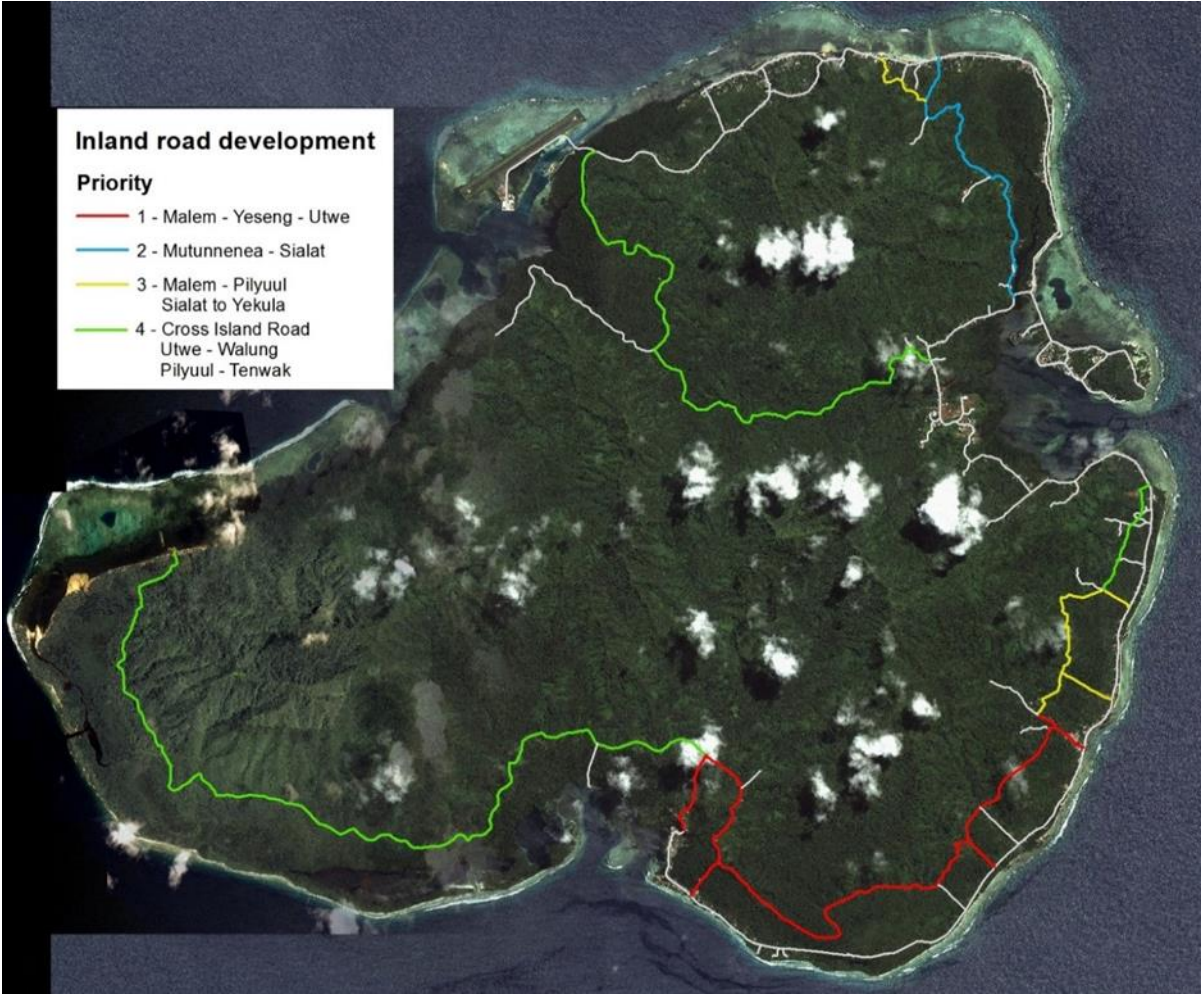 Inland road development
Priority
1 - Malem - Yeseng - Utwe
2 - Mutunnenea - Sialat
3 - Malem - Pilyuul
Sialat to Yekula
4 - Cross Island Road
Utwe - Walung
Pilyuul - Tenwak